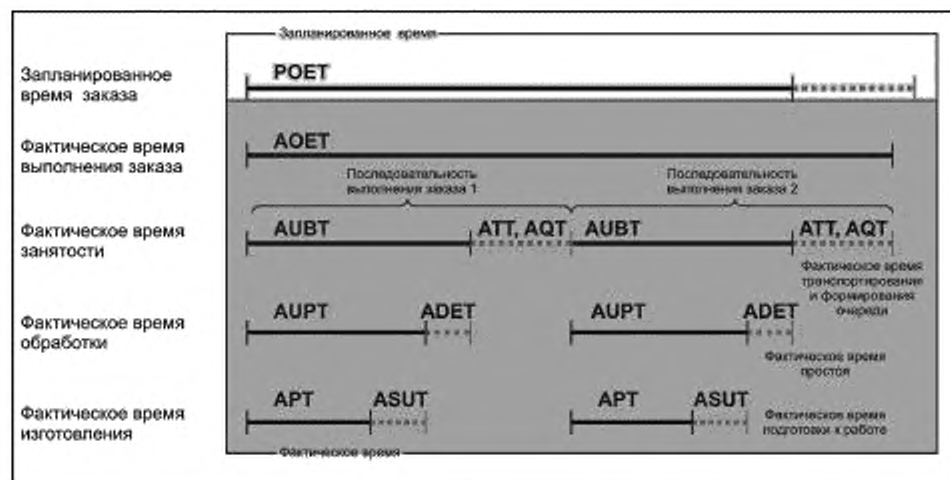 Запланированное время
Запланированное
время заказа
POET
Фактическое время
выполнения заказа
AOET
Последовательность
выполнения заказа 1
Последовательность
выполнения заказа 2
Фактическое время
занятости
AUBT
ATT, AQT
AUBT
ATT, AQT
Фактическое время
транспортирования
и формирования
очереди
Фактическое время
обработки
AUPT
ADET
AUPT
ADET
Фактическое время
простоя
Фактическое время
изготовления
APT
ASUT
APT
ASUT
Фактическое время
подготовки к работе
Фактическое время